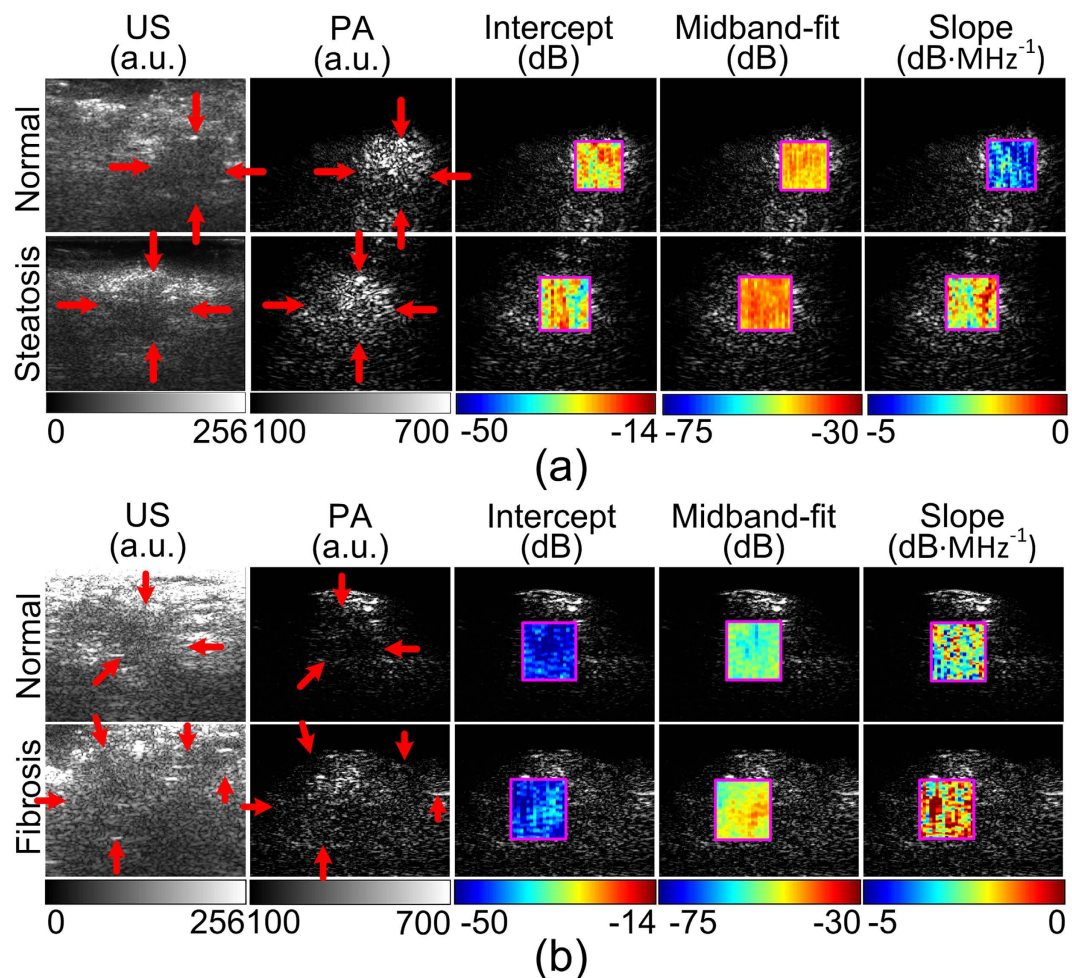 US PA Intercept Midband-fit Slope
(a.u.) (a.u.) (dB) (dB) (dB·MHz⁻¹)
Normal
Steatosis
0 256 100 700 -50 -14 -75 -30 -5 0
(a)
US PA Intercept Midband-fit Slope
(a.u.) (a.u.) (dB) (dB) (dB·MHz⁻¹)
Normal
Fibrosis
0 256 100 700 -50 -14 -75 -30 -5 0
(b)